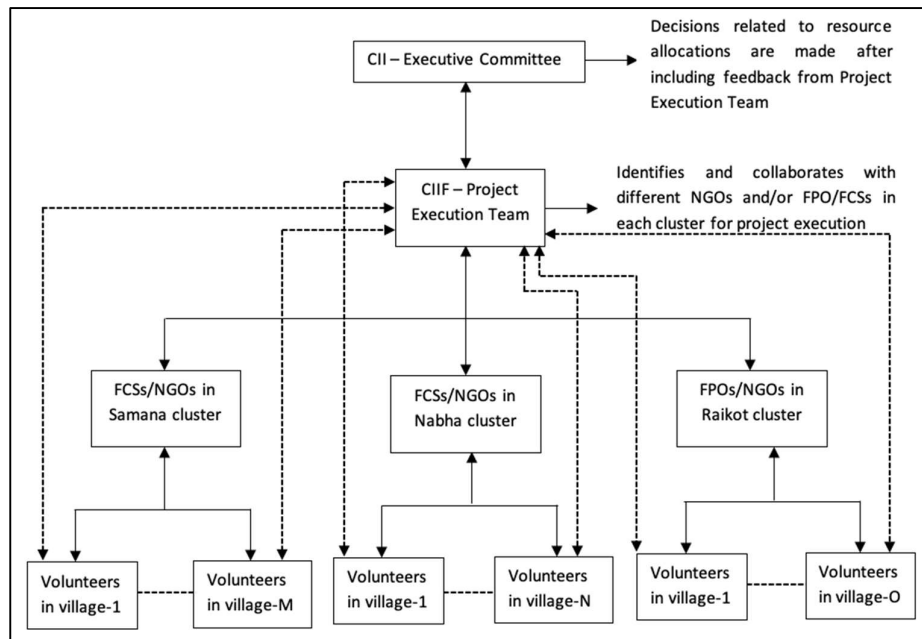 CII – Executive Committee
Decisions related to resource
allocations are made after
including feedback from Project
Execution Team
CIIF – Project
Execution Team
Identifies and collaborates with
different NGOs and/or FPO/FCSs in
each cluster for project execution
FCSs/NGOs in
Samana cluster
FCSs/NGOs in
Nabha cluster
FPOs/NGOs in
Raikot cluster
Volunteers
in village-1
Volunteers
in village-M
Volunteers
in village-1
Volunteers
in village-N
Volunteers
in village-1
Volunteers
in village-O